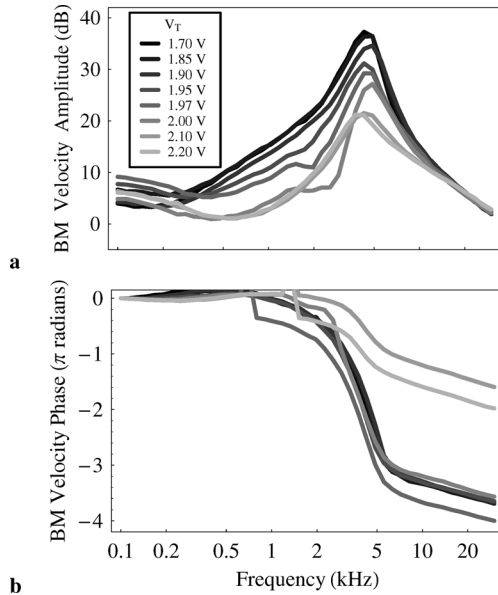 V_T
1.70 V
1.85 V
1.90 V
1.95 V
1.97 V
2.00 V
2.10 V
2.20 V
BM Velocity Amplitude (dB)
40
30
20
10
0
a
BM Velocity Phase (π radians)
0
−1
−2
−3
−4
0.1 0.2 0.5 1 2 5 10 20
Frequency (kHz)
b